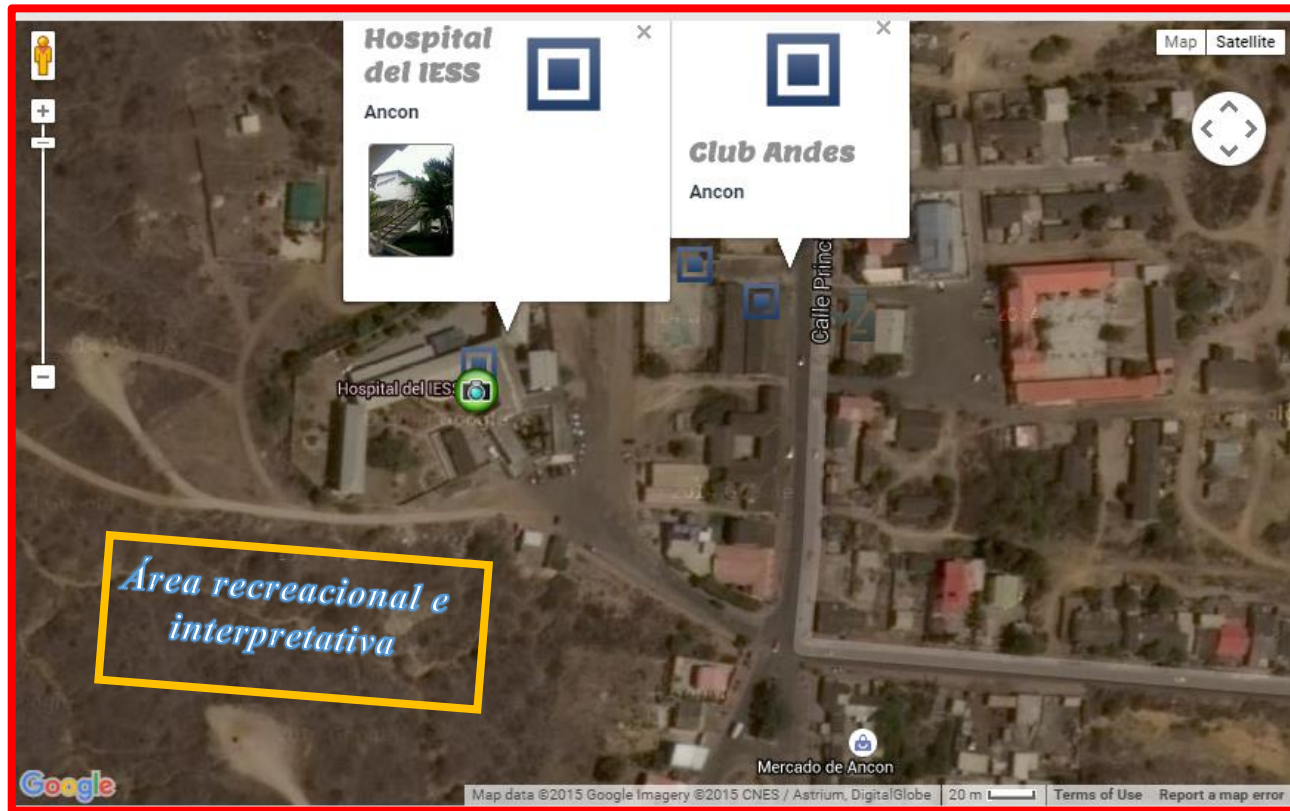 Hospital
del IESS
Ancon
Club Andes
Ancon
Map Satellite
Calle Princ
Hospital del IES
Área recreacional e
interpretativa
Mercado de Ancon
Google
Map data ©2015 Google Imagery ©2015 CNES / Astrium, DigitalGlobe
20 m
Terms of Use
Report a map error